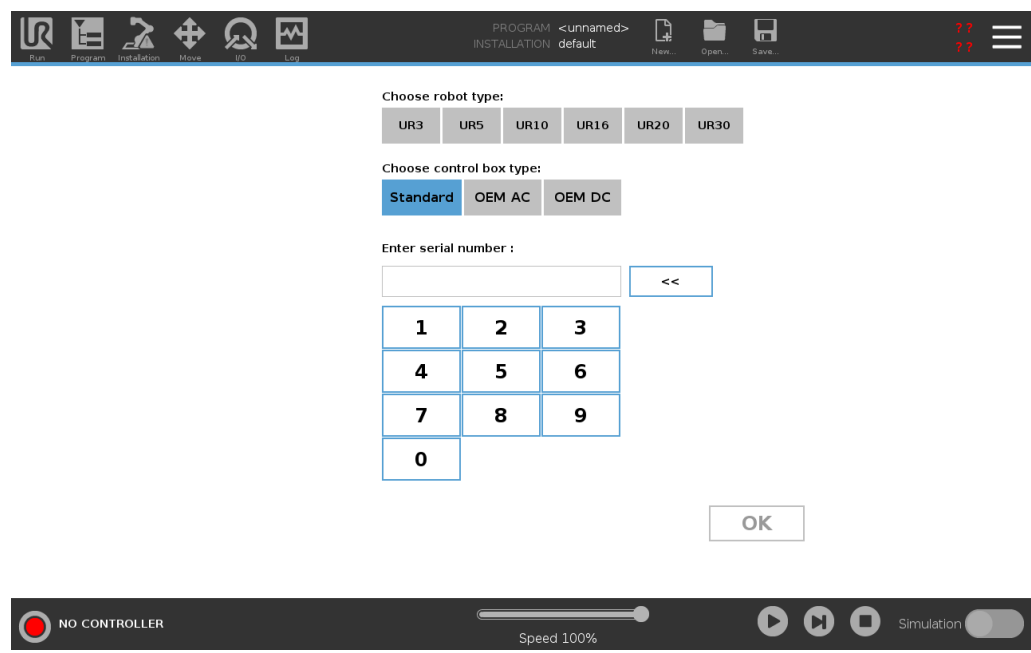 PROGRAM <unnamed>
INSTALLATION default
Run Program Installation Move I/O Log New... Open... Save...
? ?
? ?
Choose robot type:
UR3 UR5 UR10 UR16 UR20 UR30
Choose control box type:
Standard OEM AC OEM DC
Enter serial number :
<<
1 2 3
4 5 6
7 8 9
0
OK
NO CONTROLLER
Speed 100%
Simulation